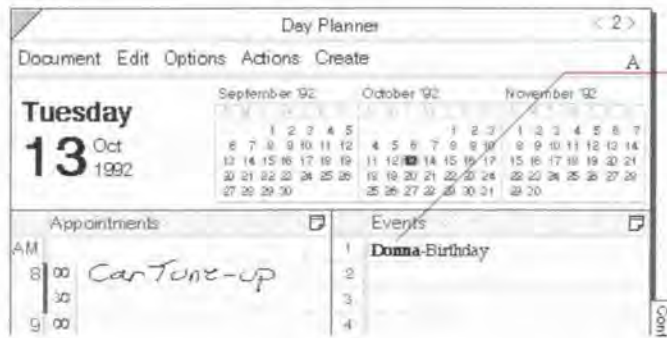 Day Planner < 2 >
Document Edit Options Actions Create
A
Tuesday
13 Oct 1992
September '92
1 2 3 4 5
6 7 8 9 10 11 12
13 14 15 16 17 18 19
20 21 22 23 24 25 26
27 28 29 30
October '92
1 2 3
4 5 6 7 8 9 10
11 12 13 14 15 16 17
18 19 20 21 22 23 24
25 26 27 28 29 30 31
November '92
1 2 3 4 5 6 7
8 9 10 11 12 13 14
15 16 17 18 19 20 21
22 23 24 25 26 27 28
29 30
Appointments
AM
8 00 Car Tune-up
30
9 00
Events
1 Donna-Birthday
2
3
4
Cont